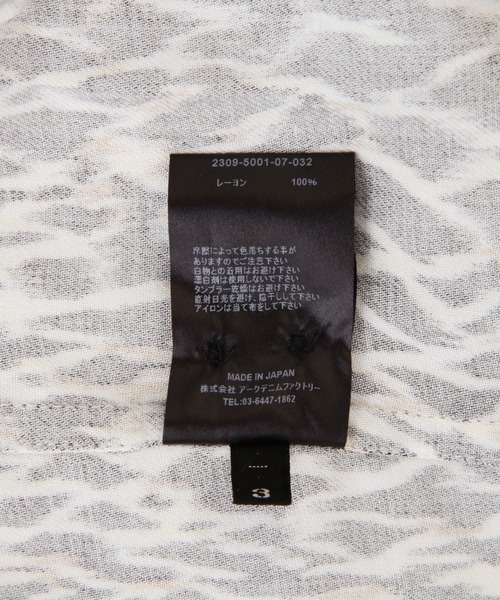 2309-5001-07-032
レーヨン 100%
摩擦によって色落ちする事が
ありますのでご注意下さい
白物との着用はお避け下さい
漂白剤は使用しないで下さい
タンブラー乾燥はお避け下さい
直射日光を避け、陰干しして下さい
アイロンは当て布をして下さい
MADE IN JAPAN
株式会社 アークデニムファクトリー
TEL:03-6447-1862
3